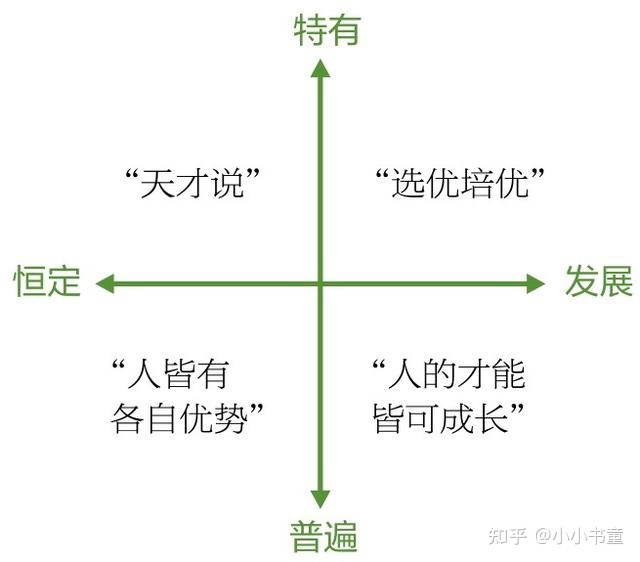 特有
“天才说”
“选优培优”
恒定
发展
“人皆有
各自优势”
“人的才能
皆可成长”
普遍
知乎 @小小书童